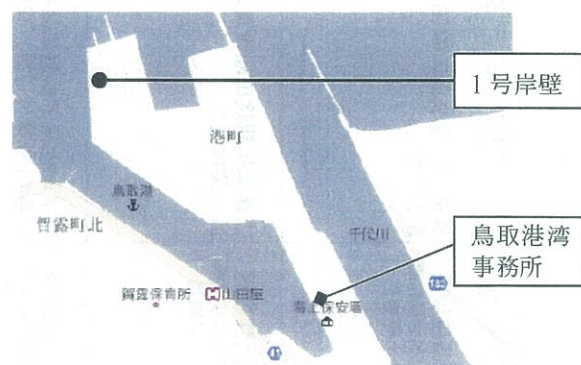 1号岸壁
港町
鳥取港
賀露町北
千代川
鳥取港湾
事務所
賀露保育所
山田屋
海上保安署